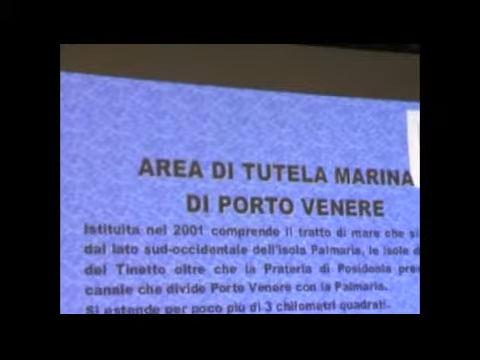 AREA DI TUTELA MARINA
DI PORTO VENERE
Istituita nel 2001 comprende il tratto di mare che si
dal lato sud-occidentale dell'isola Palmaria, le isole d
del Tinetto oltre che la Prateria di Posidonia pre
canale che divide Porto Venere con la Palmaria.
Si estende per poco più di 3 chilometri quadrati.